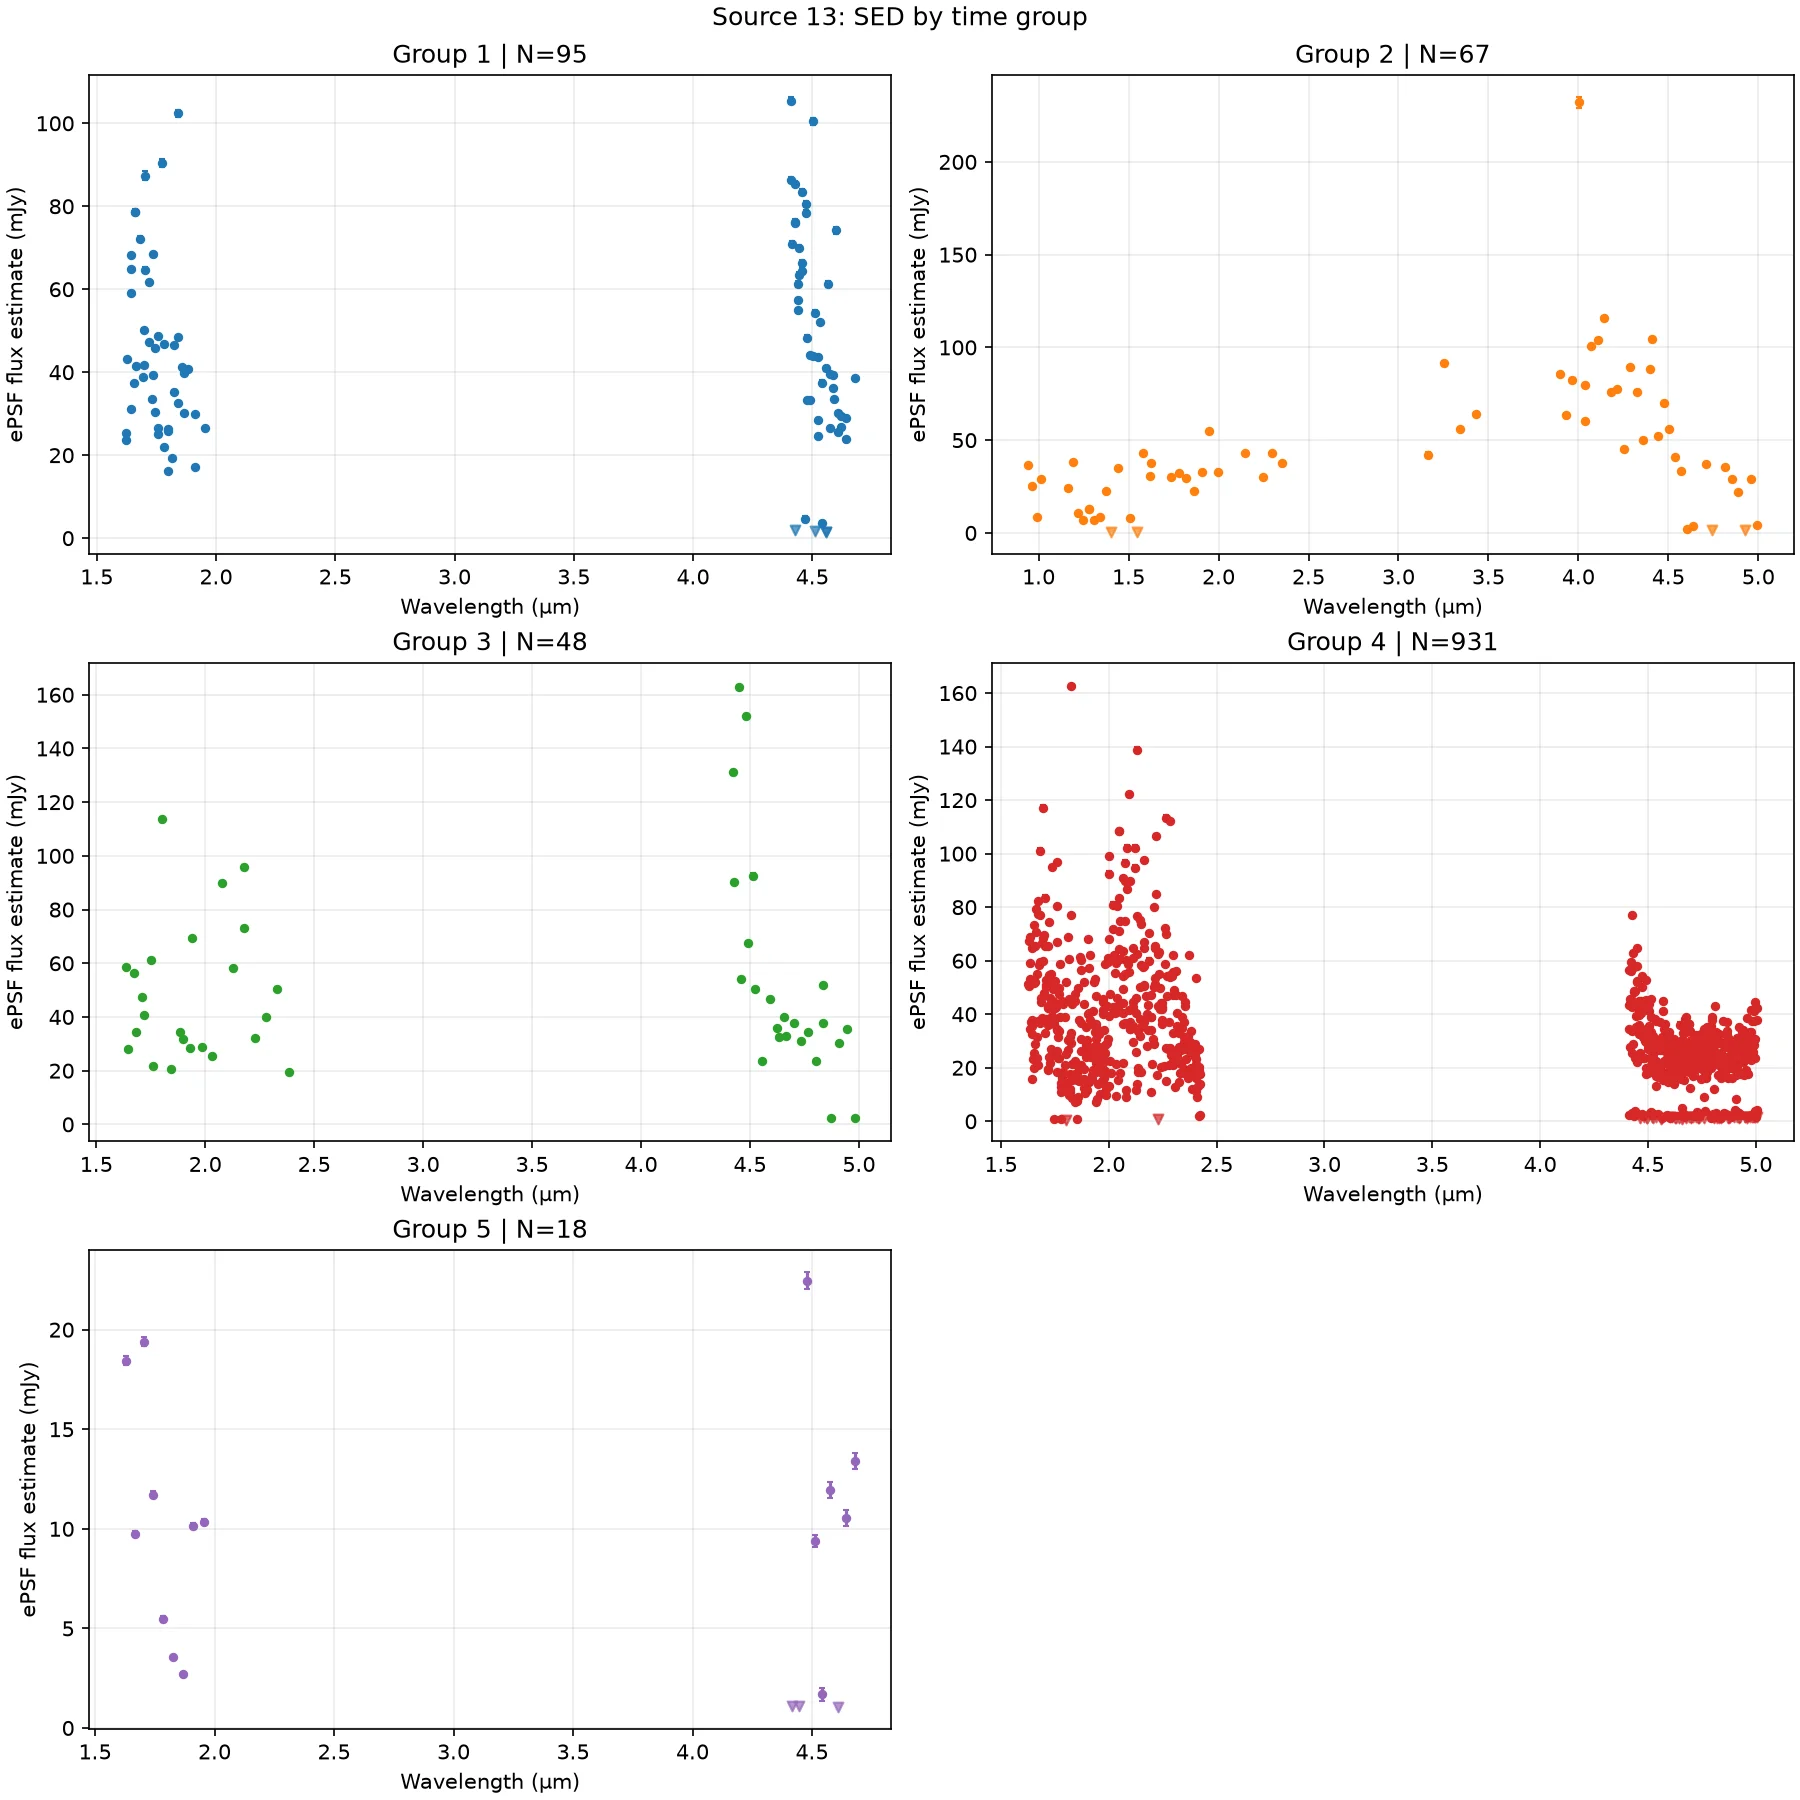 Source 13: SED by time group
Group 1 | N=95
ePSF flux estimate (mJy)
100
80
60
40
20
0
1.5 2.0 2.5 3.0 3.5 4.0 4.5
Wavelength (µm)
Group 2 | N=67
ePSF flux estimate (mJy)
200
150
100
50
0
1.0 1.5 2.0 2.5 3.0 3.5 4.0 4.5 5.0
Wavelength (µm)
Group 3 | N=48
ePSF flux estimate (mJy)
160
140
120
100
80
60
40
20
0
1.5 2.0 2.5 3.0 3.5 4.0 4.5 5.0
Wavelength (µm)
Group 4 | N=931
ePSF flux estimate (mJy)
160
140
120
100
80
60
40
20
0
1.5 2.0 2.5 3.0 3.5 4.0 4.5 5.0
Wavelength (µm)
Group 5 | N=18
ePSF flux estimate (mJy)
20
15
10
5
0
1.5 2.0 2.5 3.0 3.5 4.0 4.5
Wavelength (µm)